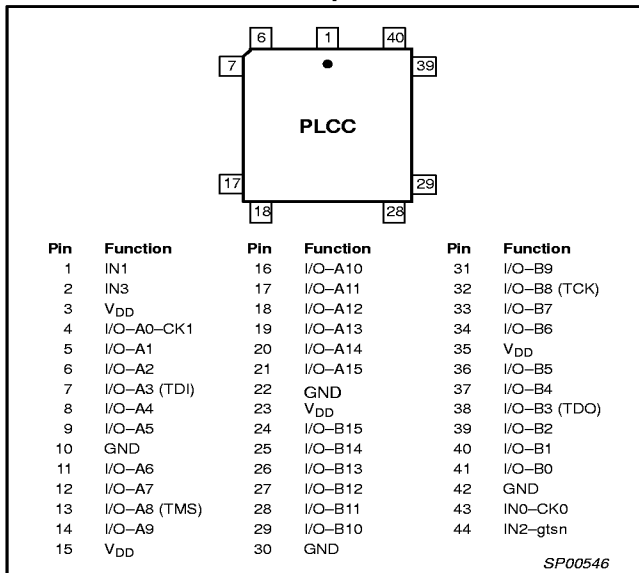 6 1 40
7 39
PLCC
17 29
18 28
Pin Function Pin Function Pin Function
1 IN1 16 I/O–A10 31 I/O–B9
2 IN3 17 I/O–A11 32 I/O–B8 (TCK)
3 VDD 18 I/O–A12 33 I/O–B7
4 I/O–A0–CK1 19 I/O–A13 34 I/O–B6
5 I/O–A1 20 I/O–A14 35 VDD
6 I/O–A2 21 I/O–A15 36 I/O–B5
7 I/O–A3 (TDI) 22 GND 37 I/O–B4
8 I/O–A4 23 VDD 38 I/O–B3 (TDO)
9 I/O–A5 24 I/O–B15 39 I/O–B2
10 GND 25 I/O–B14 40 I/O–B1
11 I/O–A6 26 I/O–B13 41 I/O–B0
12 I/O–A7 27 I/O–B12 42 GND
13 I/O–A8 (TMS) 28 I/O–B11 43 IN0–CK0
14 I/O–A9 29 I/O–B10 44 IN2–gtsn
15 VDD 30 GND
SP00546